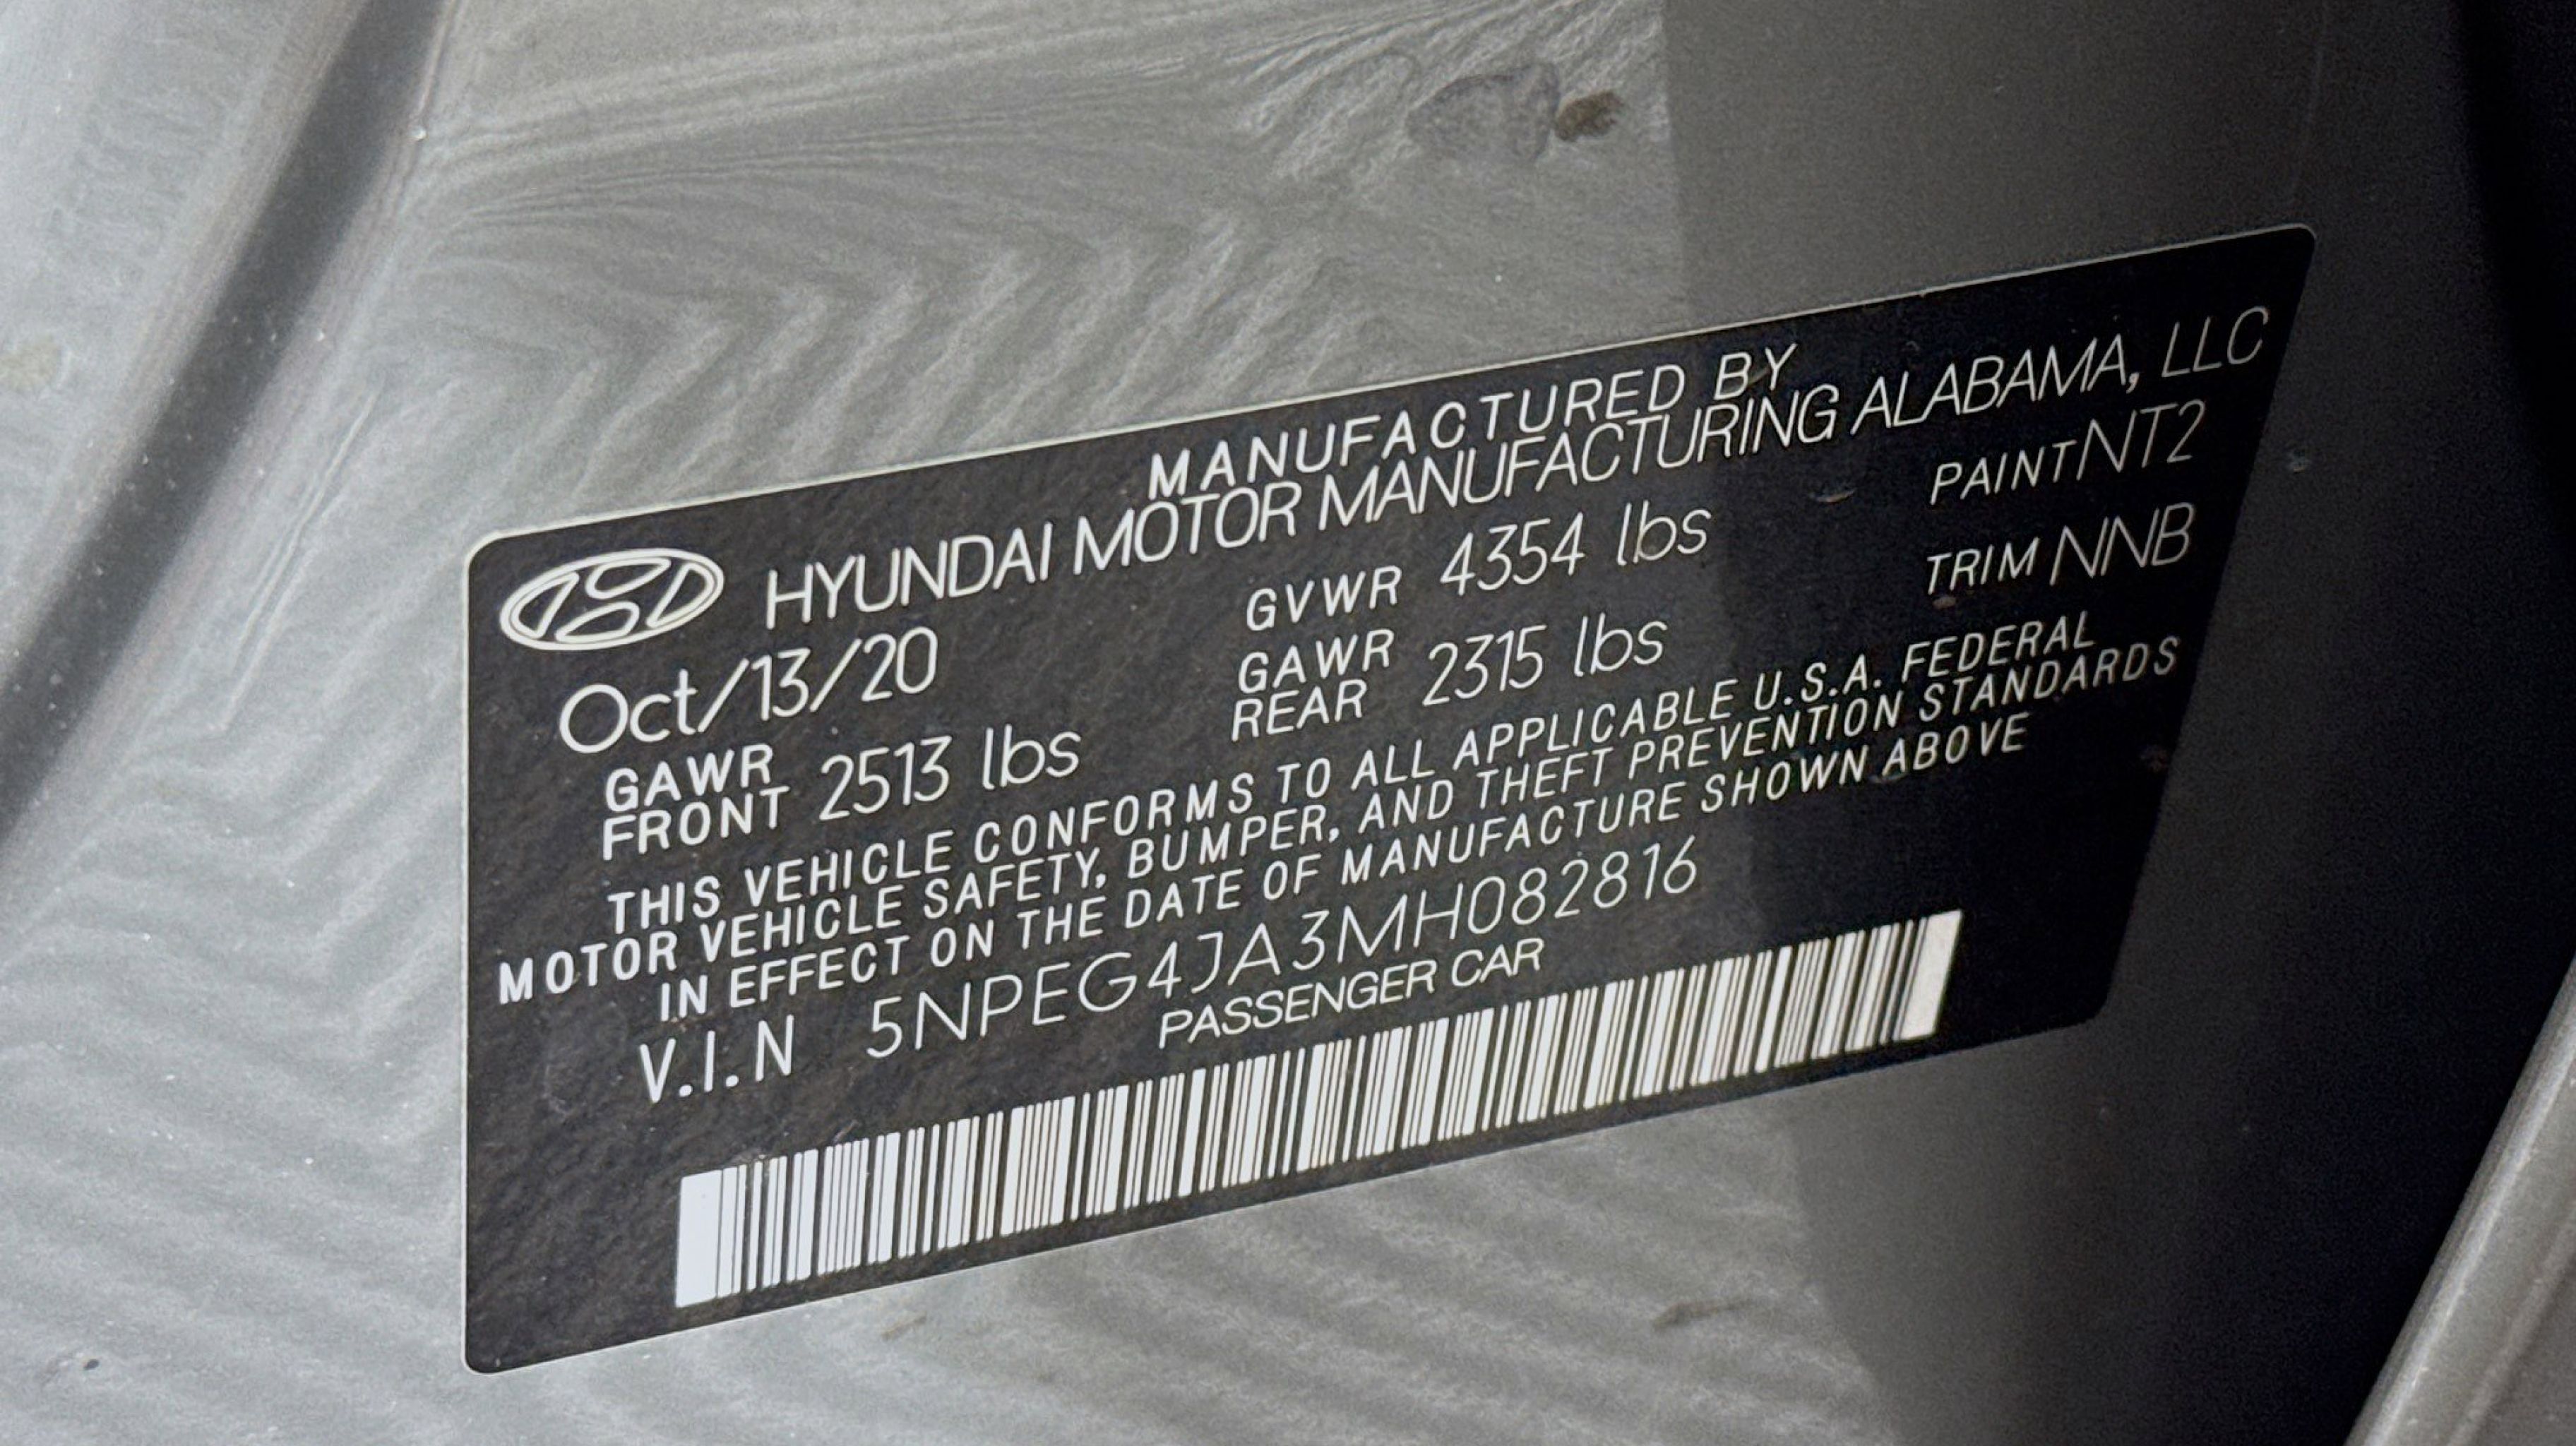 MANUFACTURED BY
HYUNDAI MOTOR MANUFACTURING ALABAMA, LLC
Oct/13/20 GVWR 4354 lbs PAINT NT2
GAWR FRONT 2513 lbs GAWR REAR 2315 lbs TRIM NNB
THIS VEHICLE CONFORMS TO ALL APPLICABLE U.S.A. FEDERAL
MOTOR VEHICLE SAFETY, BUMPER, AND THEFT PREVENTION STANDARDS
IN EFFECT ON THE DATE OF MANUFACTURE SHOWN ABOVE
V.I.N 5NPEG4JA3MH082816
PASSENGER CAR